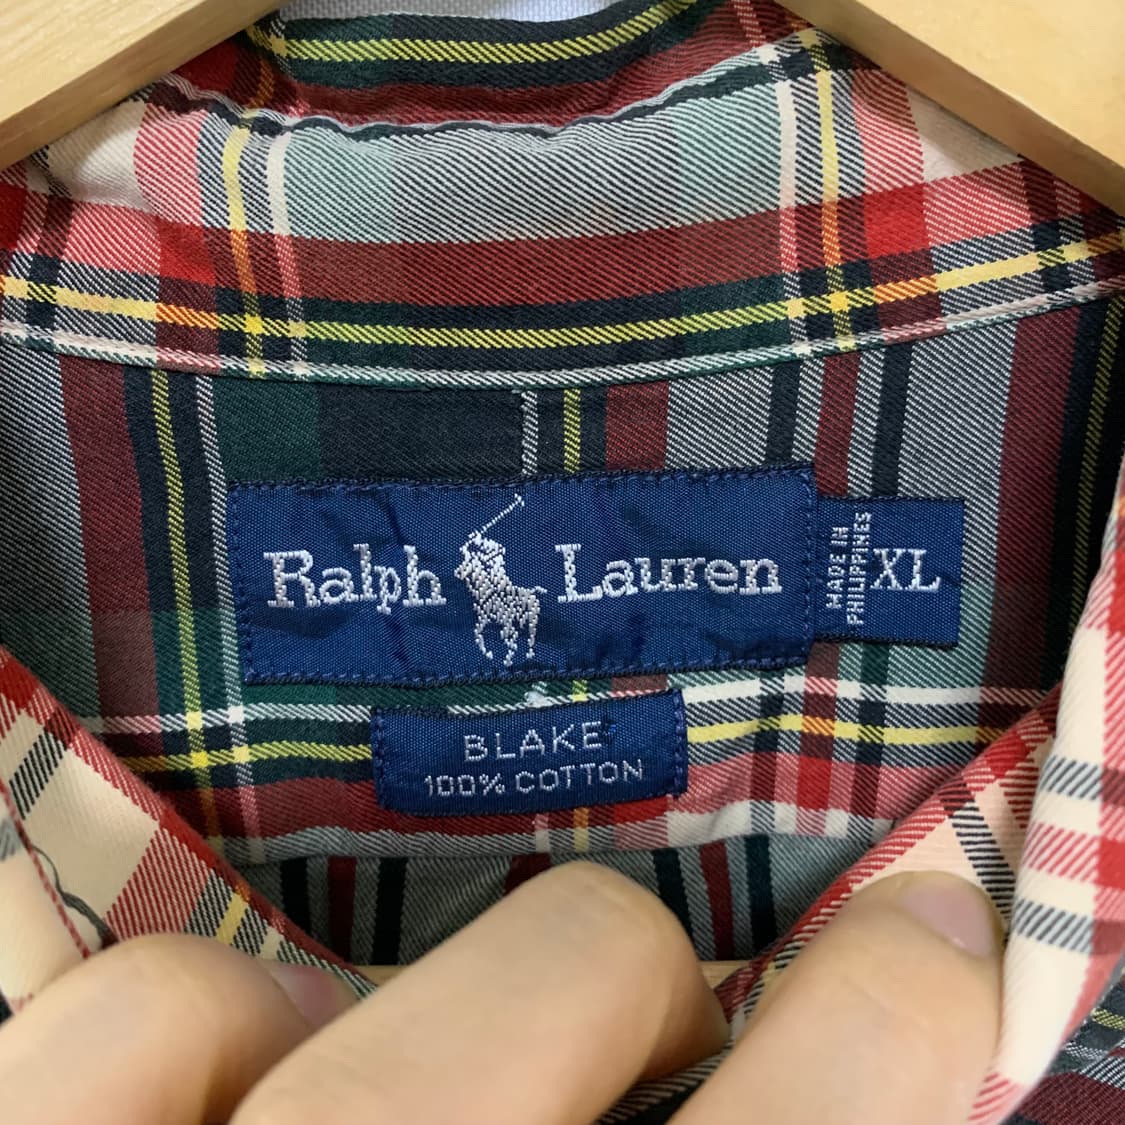 Ralph Lauren
MADE IN
PHILIPPINES
XL
BLAKE
100% COTTON